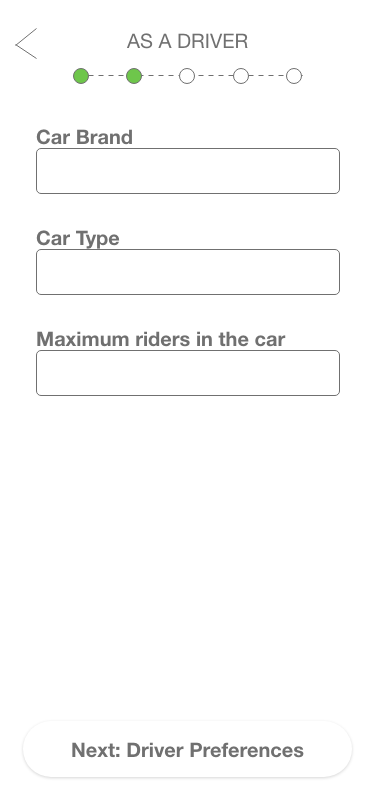 AS A DRIVER
Car Brand
Car Type
Maximum riders in the car
Next: Driver Preferences